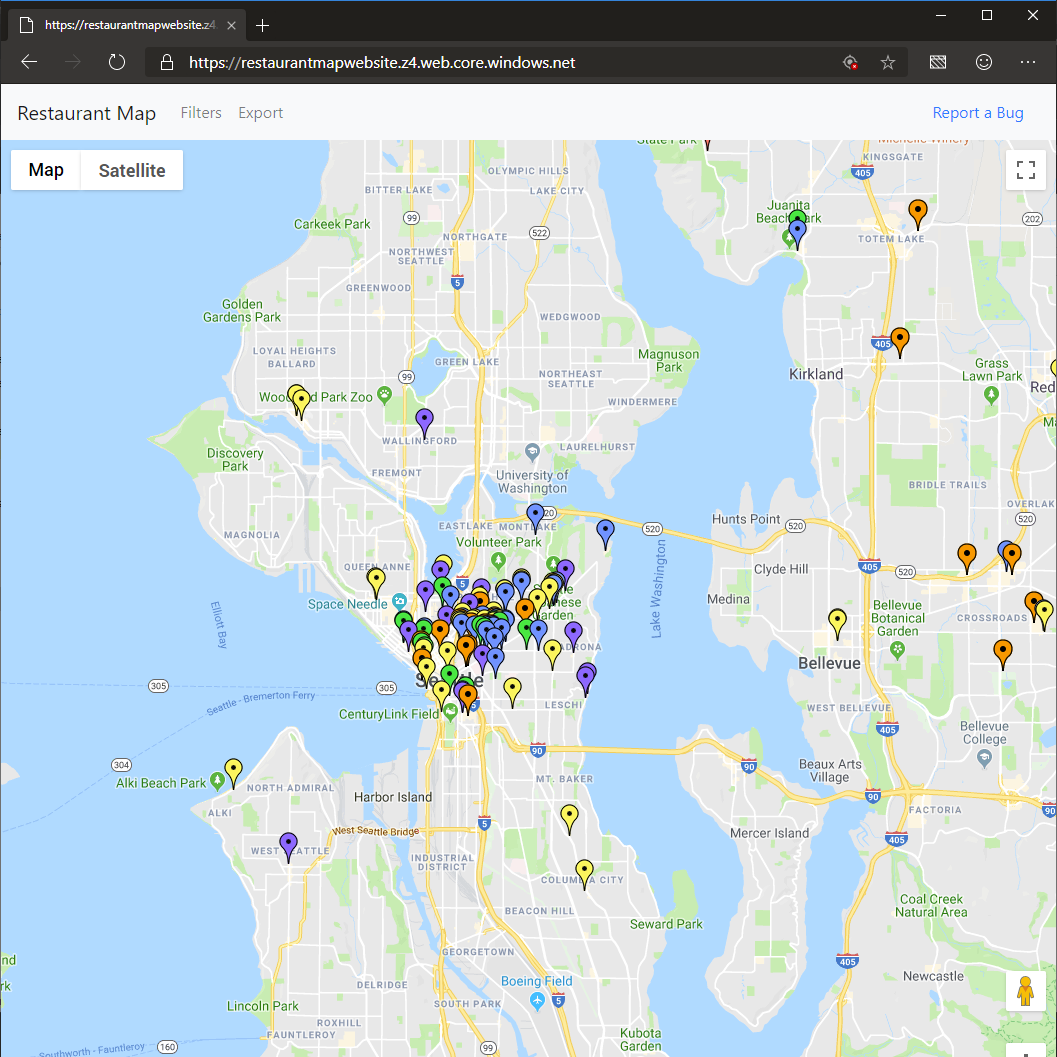 https://restaurantmapwebsite.z4
https://restaurantmapwebsite.z4.web.core.windows.net
Restaurant Map Filters Export Report a Bug
Map Satellite
State Park
Michelle Winery
KINGSGATE
405
OLYMPIC HILLS
BITTER LAKE
LAKE CITY
Carkeek Park
99
Juanita
Beach Park
202
522
NORTHGATE
TOTEM LAKE
NORTHWEST
SEATTLE
5
GREENWOOD
Golden
Gardens Park
WEDGWOOD
405
LOYAL HEIGHTS
BALLARD
GREEN LAKE
Magnuson
Park
Kirkland
Grass
Lawn Park
99
NORTHEAST
SEATTLE
Red
Park Zoo
WINDERMERE
WALLINGFORD
LAURELHURST
Discovery
Park
FREMONT
University of
Washington
BRIDLE TRAILS
OVERLAK
MAGNOLIA
EASTLAKE
MONTLAKE
20
520
Hunts Point
520
520
Volunteer Park
QUEEN ANNE
5
405
520
Clyde Hill
Space Needle
Medina
Bellevue
Botanical
Garden
CROSSROADS
Elliott Bay
Lake Washington
Garden
Bellevue
305
305
Seattle - Bremerton Ferry
LESCHI
WEST BELLEVUE
CenturyLink Field
405
Bellevue
College
90
304
90
Beaux Arts
Village
Alki Beach Park
MT. BAKER
NORTH ADMIRAL
Harbor Island
90
90
ALKI
FACTORIA
5
West Seattle Bridge
Mercer Island
405
INDUSTRIAL
DISTRICT
COLUMBIA CITY
BEACON HILL
Coal Creek
Natural Area
Seward Park
GEORGETOWN
405
nd
rk
DELRIDGE
Boeing Field
Newcastle
5
Lincoln Park
SOUTH PARK
ROXHILL
FAUNTLEROY
Kubota
Garden
Southworth - Fauntleroy
160
99